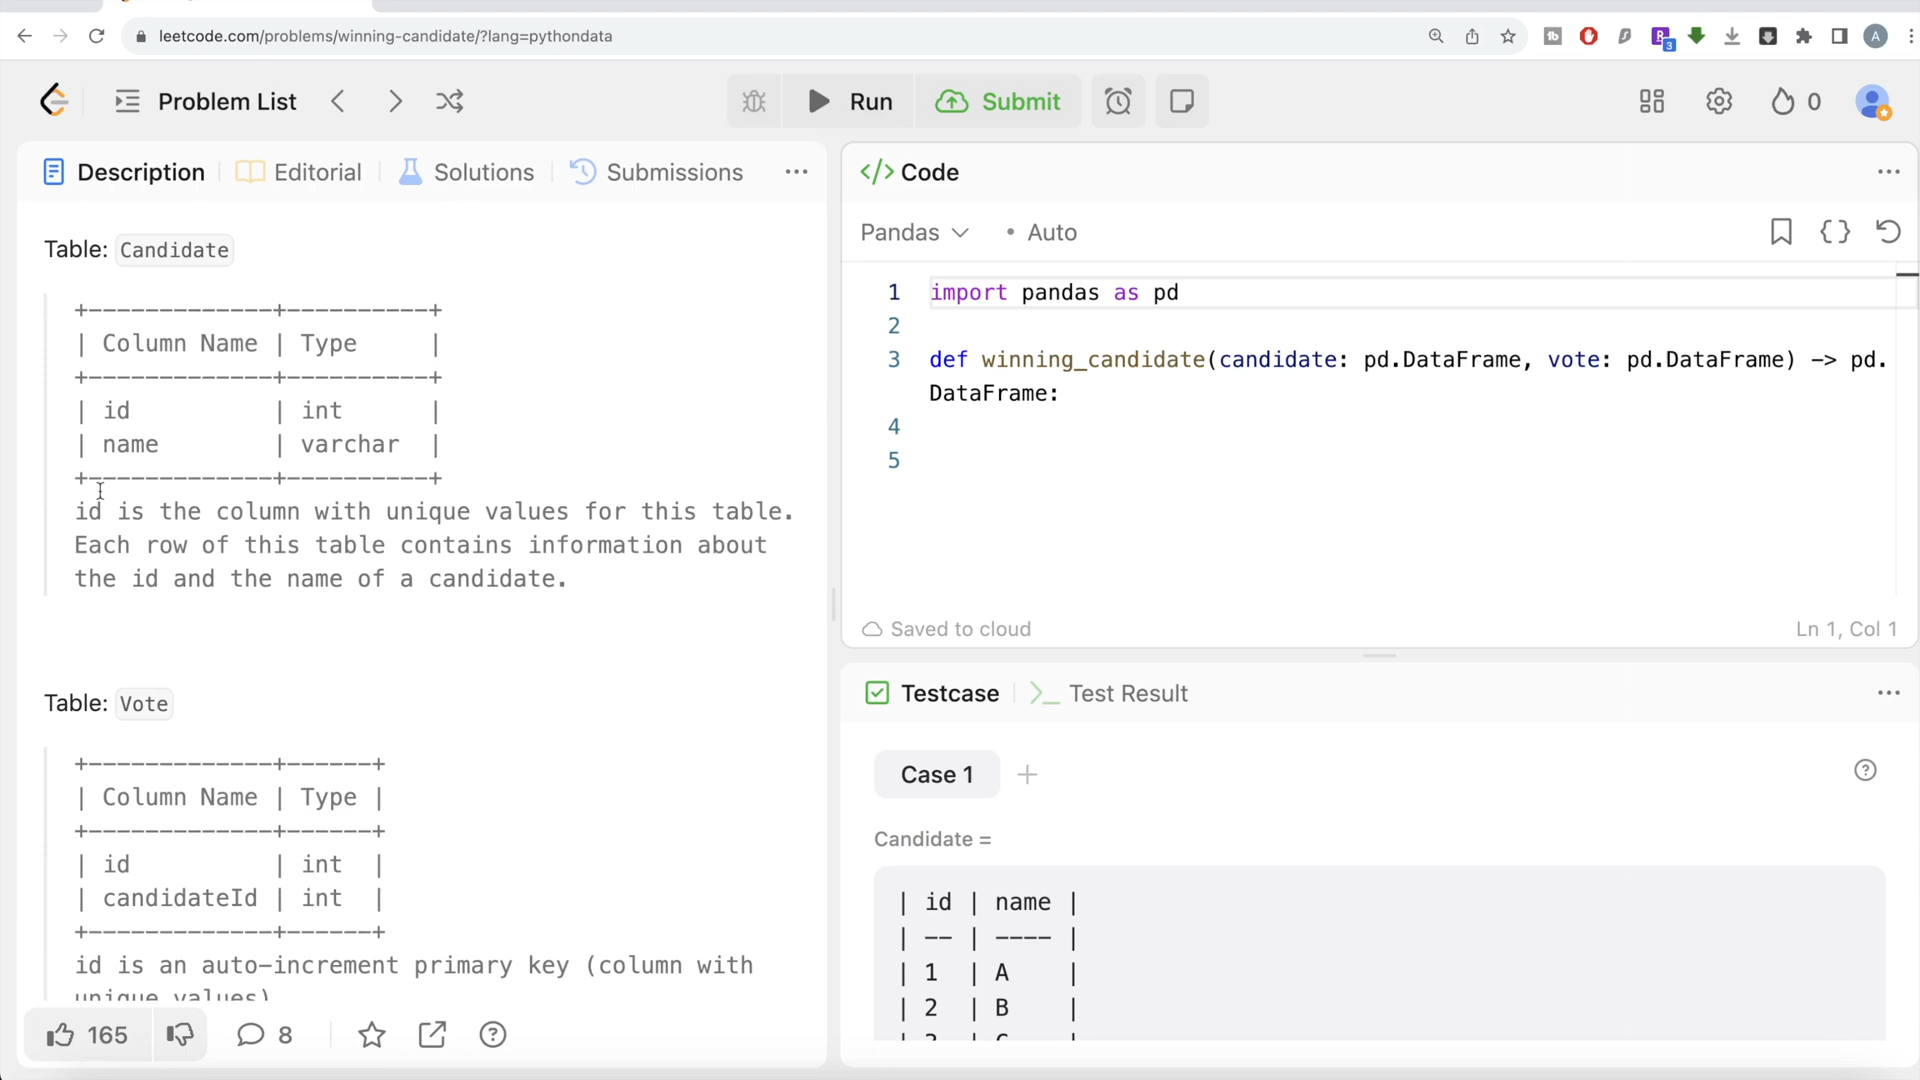 leetcode.com/problems/winning-candidate/?lang=pythondata
3
A
Problem List
Run
Submit
0
Description
Editorial
Solutions
Submissions
Table: Candidate
+-------------+----------+
| Column Name | Type     |
+-------------+----------+
| id          | int      |
| name        | varchar  |
+-------------+----------+
id is the column with unique values for this table.
Each row of this table contains information about
the id and the name of a candidate.
Table: Vote
+-------------+------+
| Column Name | Type |
+-------------+------+
| id          | int  |
| candidateId | int  |
+-------------+------+
id is an auto-increment primary key (column with
unique values)
165
8
</> Code
Pandas
• Auto
1 import pandas as pd
2
3 def winning_candidate(candidate: pd.DataFrame, vote: pd.DataFrame) -> pd.
DataFrame:
4
5
Saved to cloud
Ln 1, Col 1
Testcase
Test Result
Case 1
+
Candidate =
| id | name |
| -- | ---- |
| 1  | A    |
| 2  | B    |